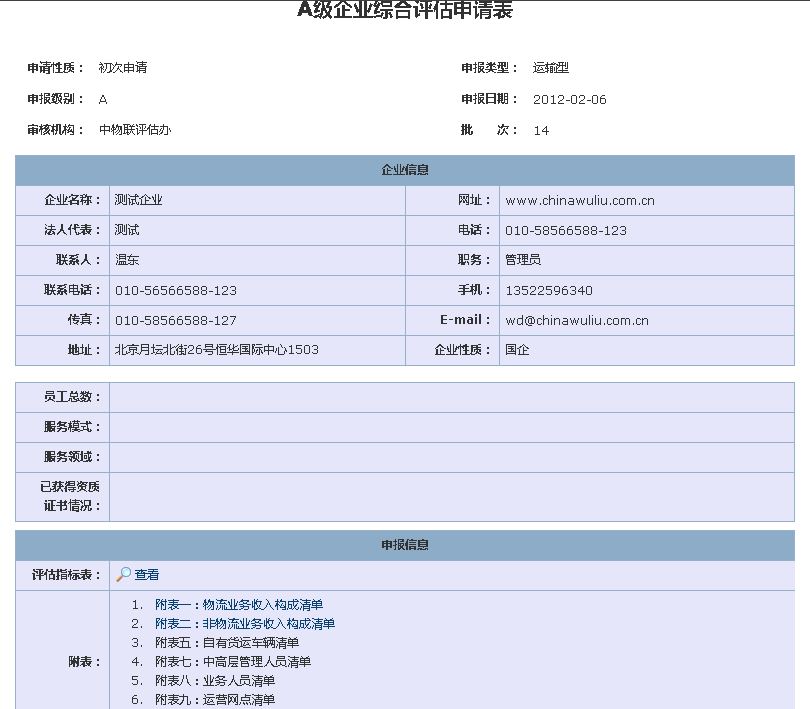 A级企业综合评估申请表
申请性质： 初次申请 申报类型： 运输型
申报级别： A 申报日期： 2012-02-06
审核机构： 中物联评估办 批 次： 14
企业信息
企业名称： 测试企业 网址： www.chinawuliu.com.cn
法人代表： 测试 电话： 010-58566588-123
联系人： 温东 职务： 管理员
联系电话： 010-56566588-123 手机： 13522596340
传真： 010-58566588-127 E-mail： wd@chinawuliu.com.cn
地址： 北京月坛北街26号恒华国际中心1503 企业性质： 国企
员工总数：
服务模式：
服务领域：
已获得资质
证书情况：
申报信息
评估指标表： 查看
附表：
1. 附表一：物流业务收入构成清单
2. 附表二：非物流业务收入构成清单
3. 附表五：自有货运车辆清单
4. 附表七：中高层管理人员清单
5. 附表八：业务人员清单
6. 附表九：运营网点清单